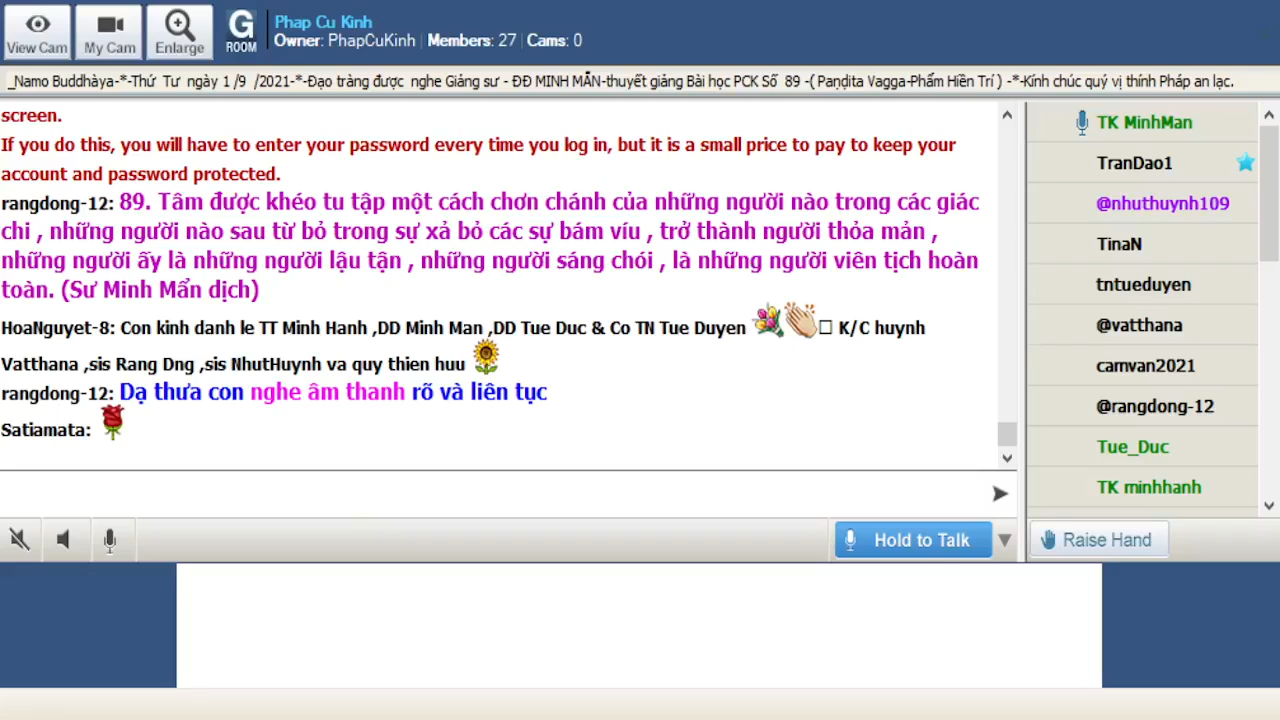 View Cam
My Cam
Enlarge
G
ROOM
Phap Cu Kinh
Owner: PhapCuKinh | Members: 27 | Cams: 0
_Namo Buddhàya-*-Thứ Tư ngày 1 /9 /2021-*-Đạo tràng được nghe Giảng sư - ĐĐ MINH MẪN-thuyết giảng Bài học PCK Số 89 -( Paṇḍita Vagga-Phẩm Hiền Trí ) -*-Kính chúc quý vị thính Pháp an lạc.
screen.
If you do this, you will have to enter your password every time you log in, but it is a small price to pay to keep your
account and password protected.
rangdong-12: 89. Tâm được khéo tu tập một cách chơn chánh của những người nào trong các giác
chi , những người nào sau từ bỏ trong sự xả bỏ các sự bám víu , trở thành người thỏa mản ,
những người ấy là những người lậu tận , những người sáng chói , là những người viên tịch hoàn
toàn. (Sư Minh Mẩn dịch)
HoaNguyet-8: Con kinh danh le TT Minh Hanh ,DD Minh Man ,DD Tue Duc & Co TN Tue Duyen K/C huynh
Vatthana ,sis Rang Dng ,sis NhutHuynh va quy thien huu
rangdong-12: Dạ thưa con nghe âm thanh rõ và liên tục
Satiamata:
TK MinhMan
TranDao1
@nhuthuynh109
TinaN
tntueduyen
@vatthana
camvan2021
@rangdong-12
Tue_Duc
TK minhhanh
Hold to Talk
Raise Hand